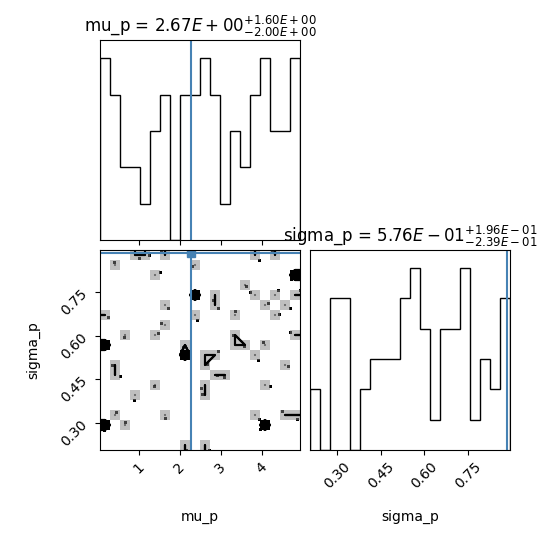 mu_p = 2.67E + 00^{+1.60E+00}_{−2.00E+00}
sigma_p = 5.76E − 01^{+1.96E−01}_{−2.39E−01}
sigma_p
0.75
0.60
0.45
0.30
1
2
3
4
mu_p
0.30
0.45
0.60
0.75
sigma_p